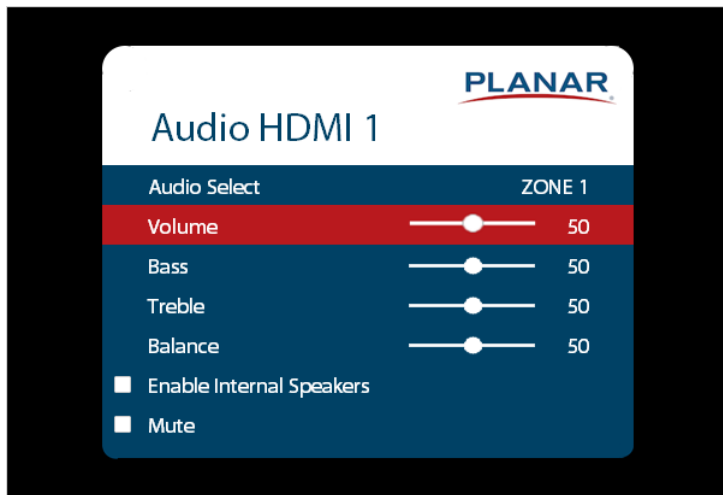 PLANAR
Audio HDMI 1
Audio Select ZONE 1
Volume 50
Bass 50
Treble 50
Balance 50
Enable Internal Speakers
Mute